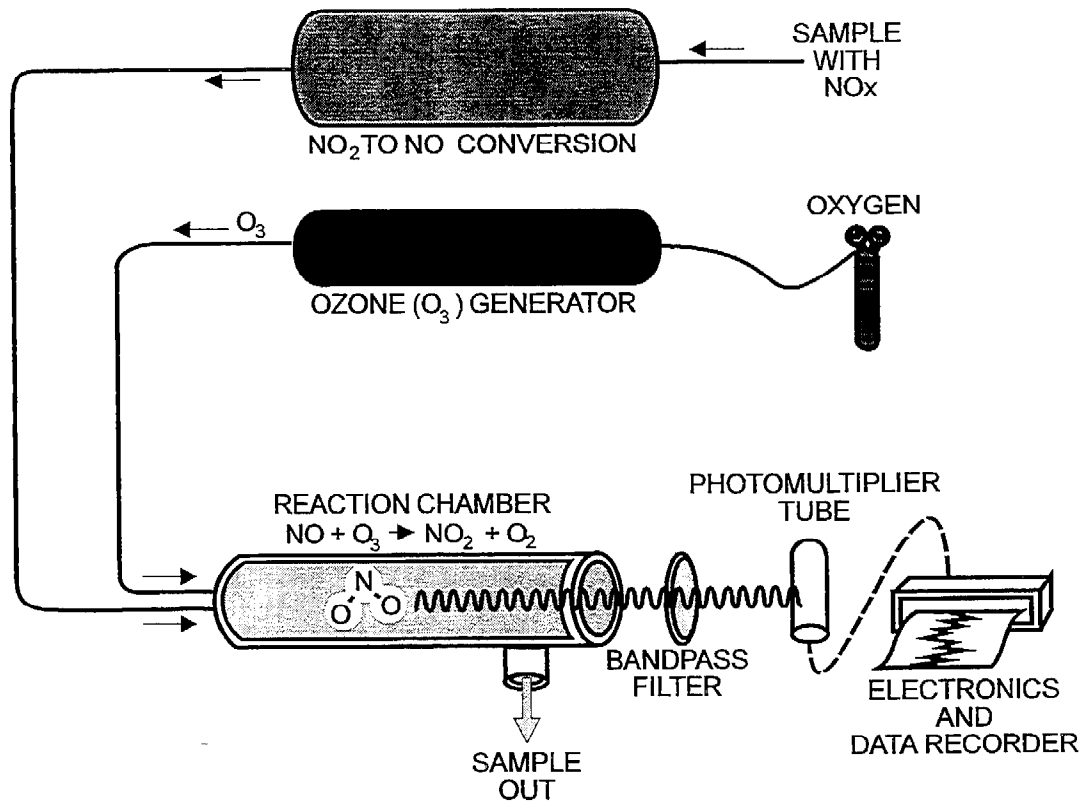 SAMPLE
WITH
NOx
NO₂ TO NO CONVERSION
OXYGEN
O₃
OZONE (O₃) GENERATOR
PHOTOMULTIPLIER
TUBE
REACTION CHAMBER
NO + O₃ → NO₂ + O₂
N
O O
BANDPASS
FILTER
ELECTRONICS
AND
DATA RECORDER
SAMPLE
OUT